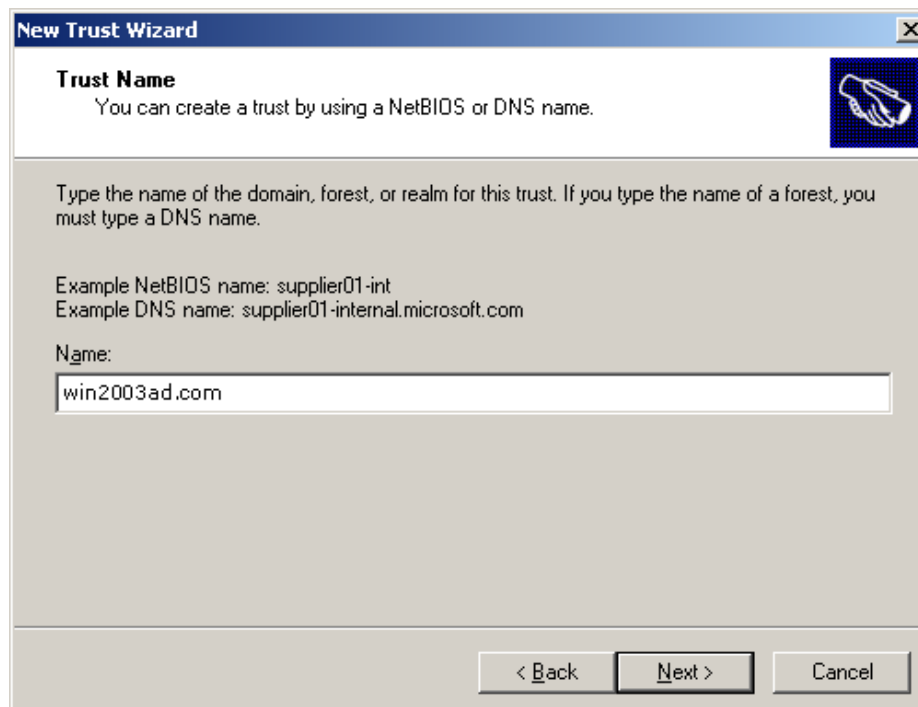 New Trust Wizard
Trust Name
You can create a trust by using a NetBIOS or DNS name.
Type the name of the domain, forest, or realm for this trust. If you type the name of a forest, you
must type a DNS name.
Example NetBIOS name: supplier01-int
Example DNS name: supplier01-internal.microsoft.com
Name:
win2003ad.com
< Back
Next >
Cancel